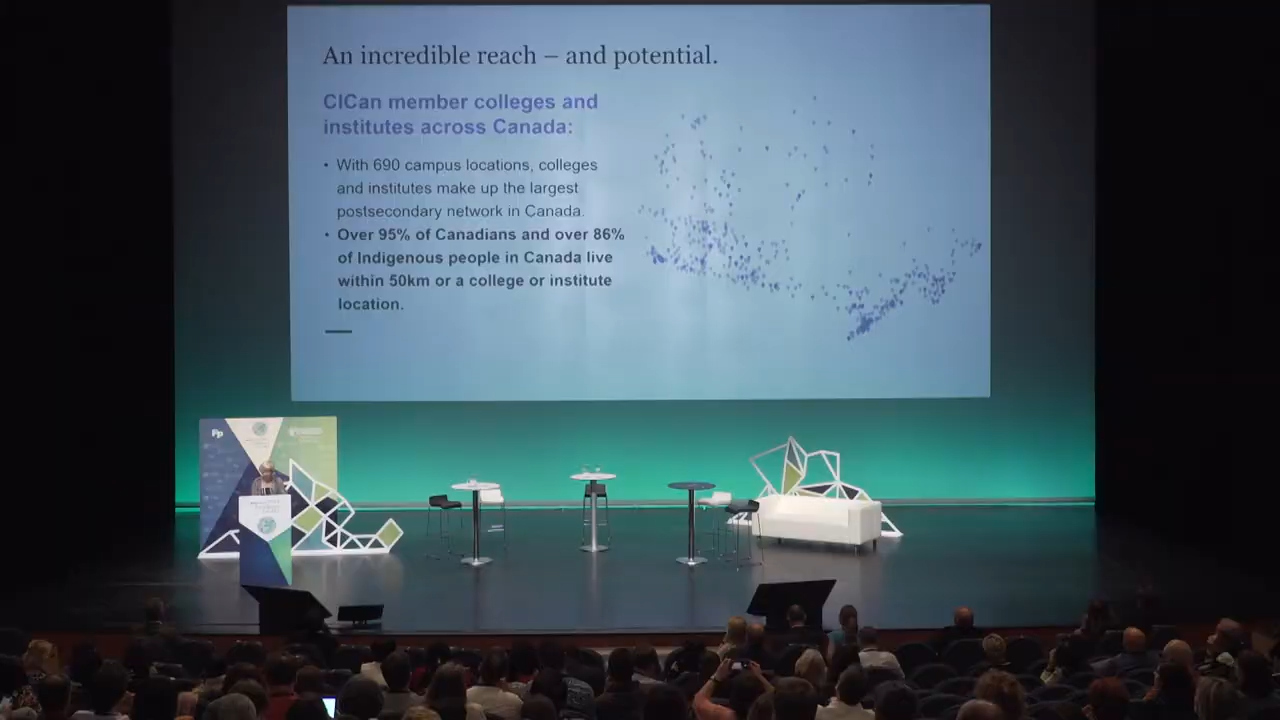 An incredible reach – and potential.
CICan member colleges and
institutes across Canada:
• With 690 campus locations, colleges
and institutes make up the largest
postsecondary network in Canada.
• Over 95% of Canadians and over 86%
of Indigenous people in Canada live
within 50km or a college or institute
location.
Fp